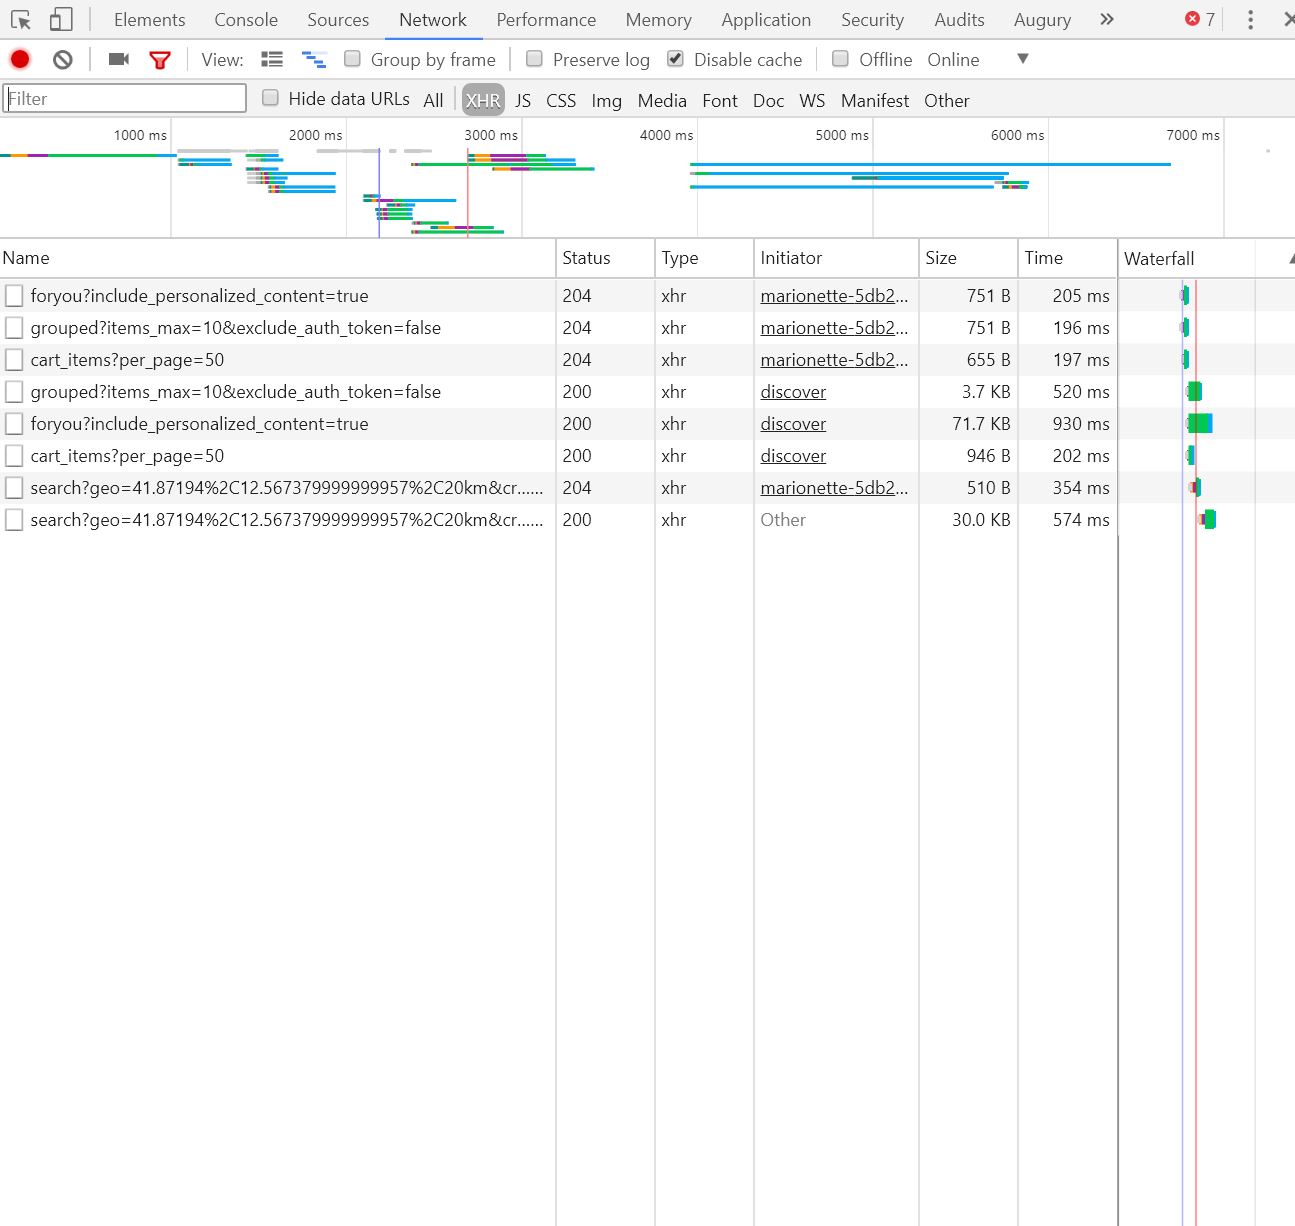 Elements Console Sources Network Performance Memory Application Security Audits Augury » 7
View: Group by frame Preserve log Disable cache Offline Online
Filter Hide data URLs All XHR JS CSS Img Media Font Doc WS Manifest Other
1000 ms 2000 ms 3000 ms 4000 ms 5000 ms 6000 ms 7000 ms
Name Status Type Initiator Size Time Waterfall
foryou?include_personalized_content=true 204 xhr marionette-5db2... 751 B 205 ms
grouped?items_max=10&exclude_auth_token=false 204 xhr marionette-5db2... 751 B 196 ms
cart_items?per_page=50 204 xhr marionette-5db2... 655 B 197 ms
grouped?items_max=10&exclude_auth_token=false 200 xhr discover 3.7 KB 520 ms
foryou?include_personalized_content=true 200 xhr discover 71.7 KB 930 ms
cart_items?per_page=50 200 xhr discover 946 B 202 ms
search?geo=41.87194%2C12.567379999999957%2C20km&cr...... 204 xhr marionette-5db2... 510 B 354 ms
search?geo=41.87194%2C12.567379999999957%2C20km&cr...... 200 xhr Other 30.0 KB 574 ms